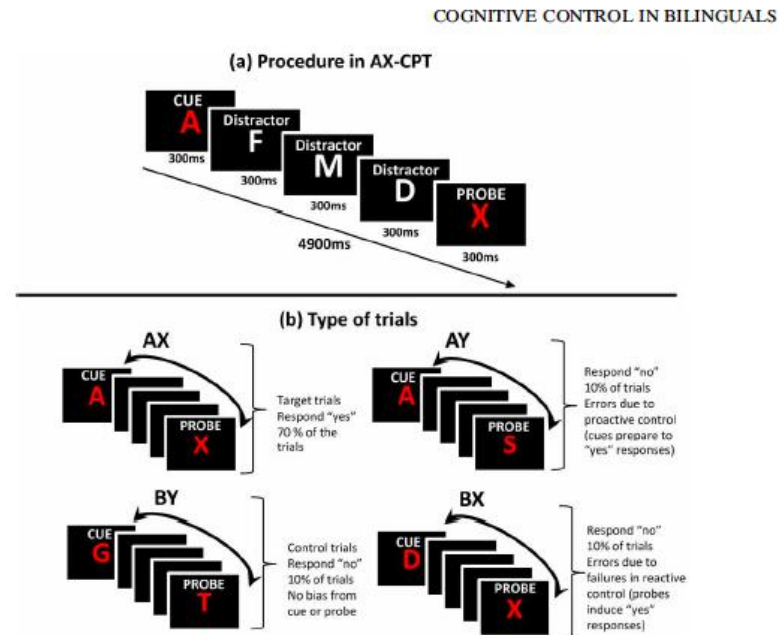 COGNITIVE CONTROL IN BILINGUALS
(a) Procedure in AX-CPT
CUE
A
300ms
Distractor
F
300ms
Distractor
M
300ms
Distractor
D
300ms
PROBE
X
300ms
4900ms
(b) Type of trials
AX
CUE
A
PROBE
X
Target trials
Respond "yes"
70 % of the
trials
AY
CUE
A
PROBE
S
Respond "no"
10% of trials
Errors due to
proactive control
(cues prepare to
"yes" responses)
BY
CUE
G
PROBE
T
Control trials
Respond "no"
10% of trials
No bias from
cue or probe
BX
CUE
D
PROBE
X
Respond "no"
10% of trials
Errors due to
failures in reactive
control (probes
induce "yes"
responses)